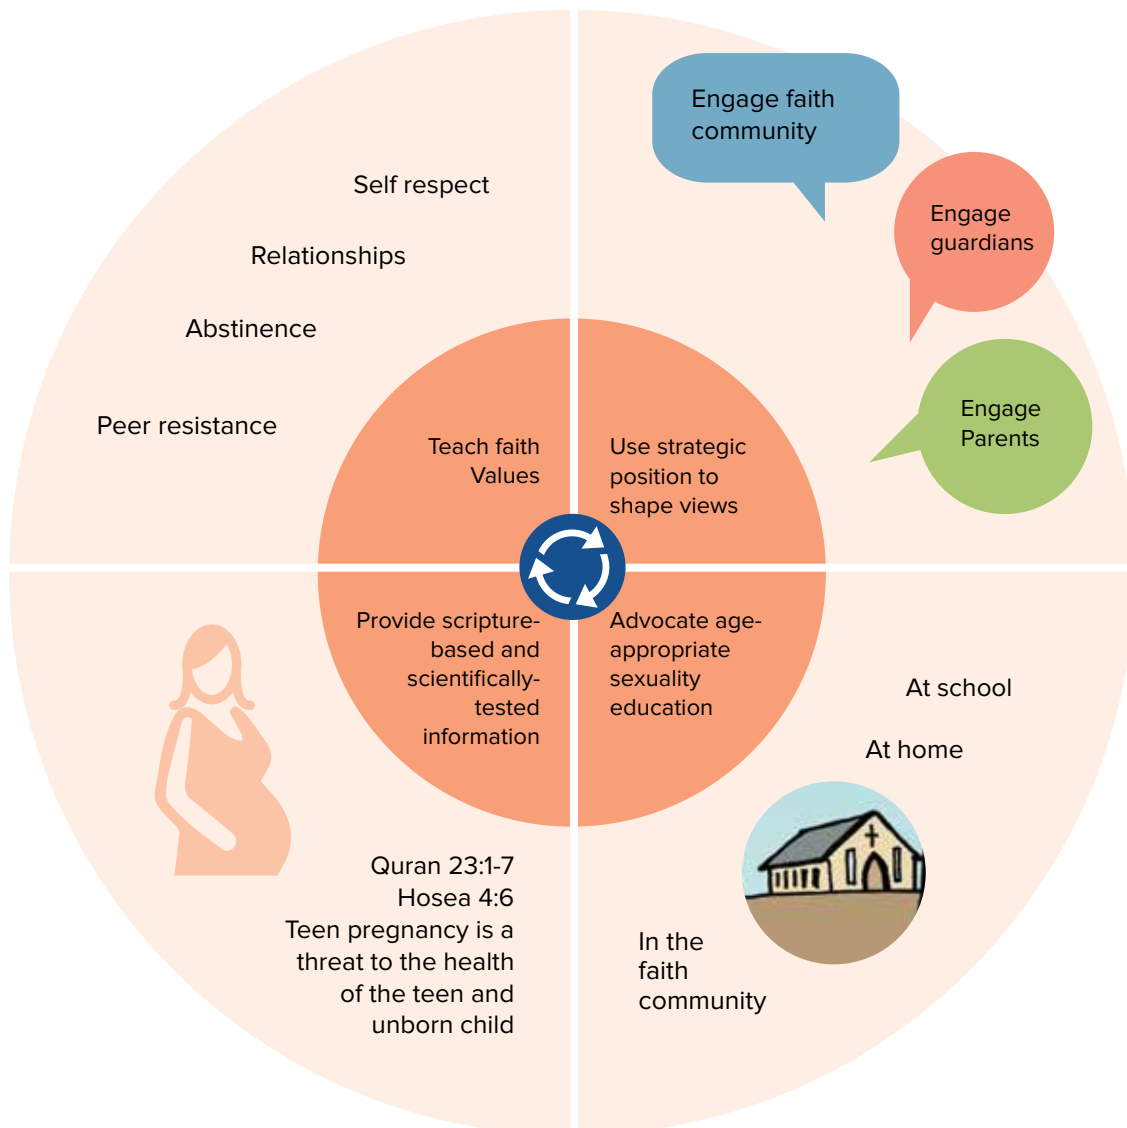 Self respect
Relationships
Abstinence
Peer resistance
Teach faith
Values
Engage faith
community
Engage
guardians
Engage
Parents
Use strategic
position to
shape views
Provide scripture-
based and
scientifically-
tested
information
Quran 23:1-7
Hosea 4:6
Teen pregnancy is a
threat to the health
of the teen and
unborn child
Advocate age-
appropriate
sexuality
education
At school
At home
In the
faith
community